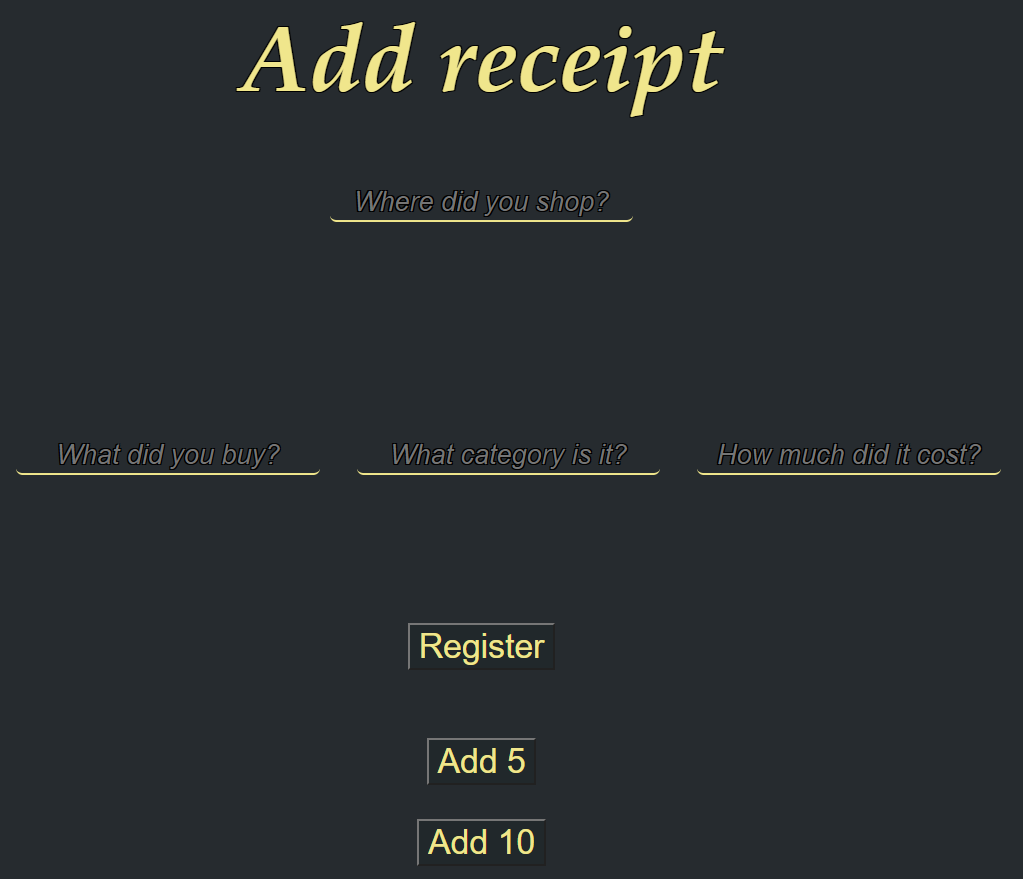 Add receipt
Where did you shop?
What did you buy? What category is it? How much did it cost?
Register
Add 5
Add 10